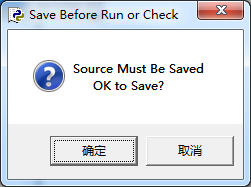 Save Before Run or Check
Source Must Be Saved
OK to Save?
确定
取消